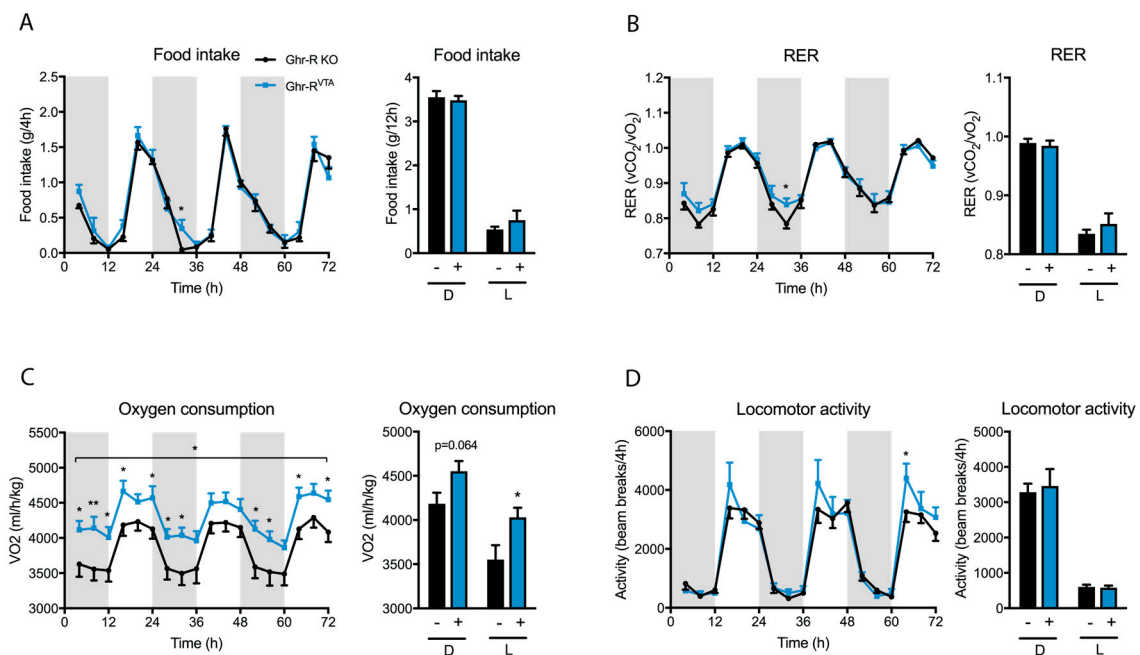 A
Food intake
Ghr-R KO
Ghr-RVTA
Food intake (g/4h)
2.5
2.0
1.5
1.0
0.5
0.0
*
0 12 24 36 48 60 72
Time (h)
Food intake
Food intake (g/12h)
4
3
2
1
0
- + - +
D L
B
RER
RER (vCO2/vO2)
1.2
1.1
1.0
0.9
0.8
0.7
*
0 12 24 36 48 60 72
Time (h)
RER
RER (vCO2/vO2)
1.1
1.0
0.9
0.8
- + - +
D L
C
Oxygen consumption
VO2 (ml/h/kg)
5500
5000
4500
4000
3500
3000
*
* ** * * * * * * * * *
0 12 24 36 48 60 72
Time (h)
Oxygen consumption
VO2 (ml/h/kg)
5000
4500
4000
3500
3000
p=0.064
*
- + - +
D L
D
Locomotor activity
Activity (beam breaks/4h)
6000
4000
2000
0
*
0 12 24 36 48 60 72
Time (h)
Locomotor activity
Activity (beam breaks/4h)
5000
4000
3000
2000
1000
0
- + - +
D L